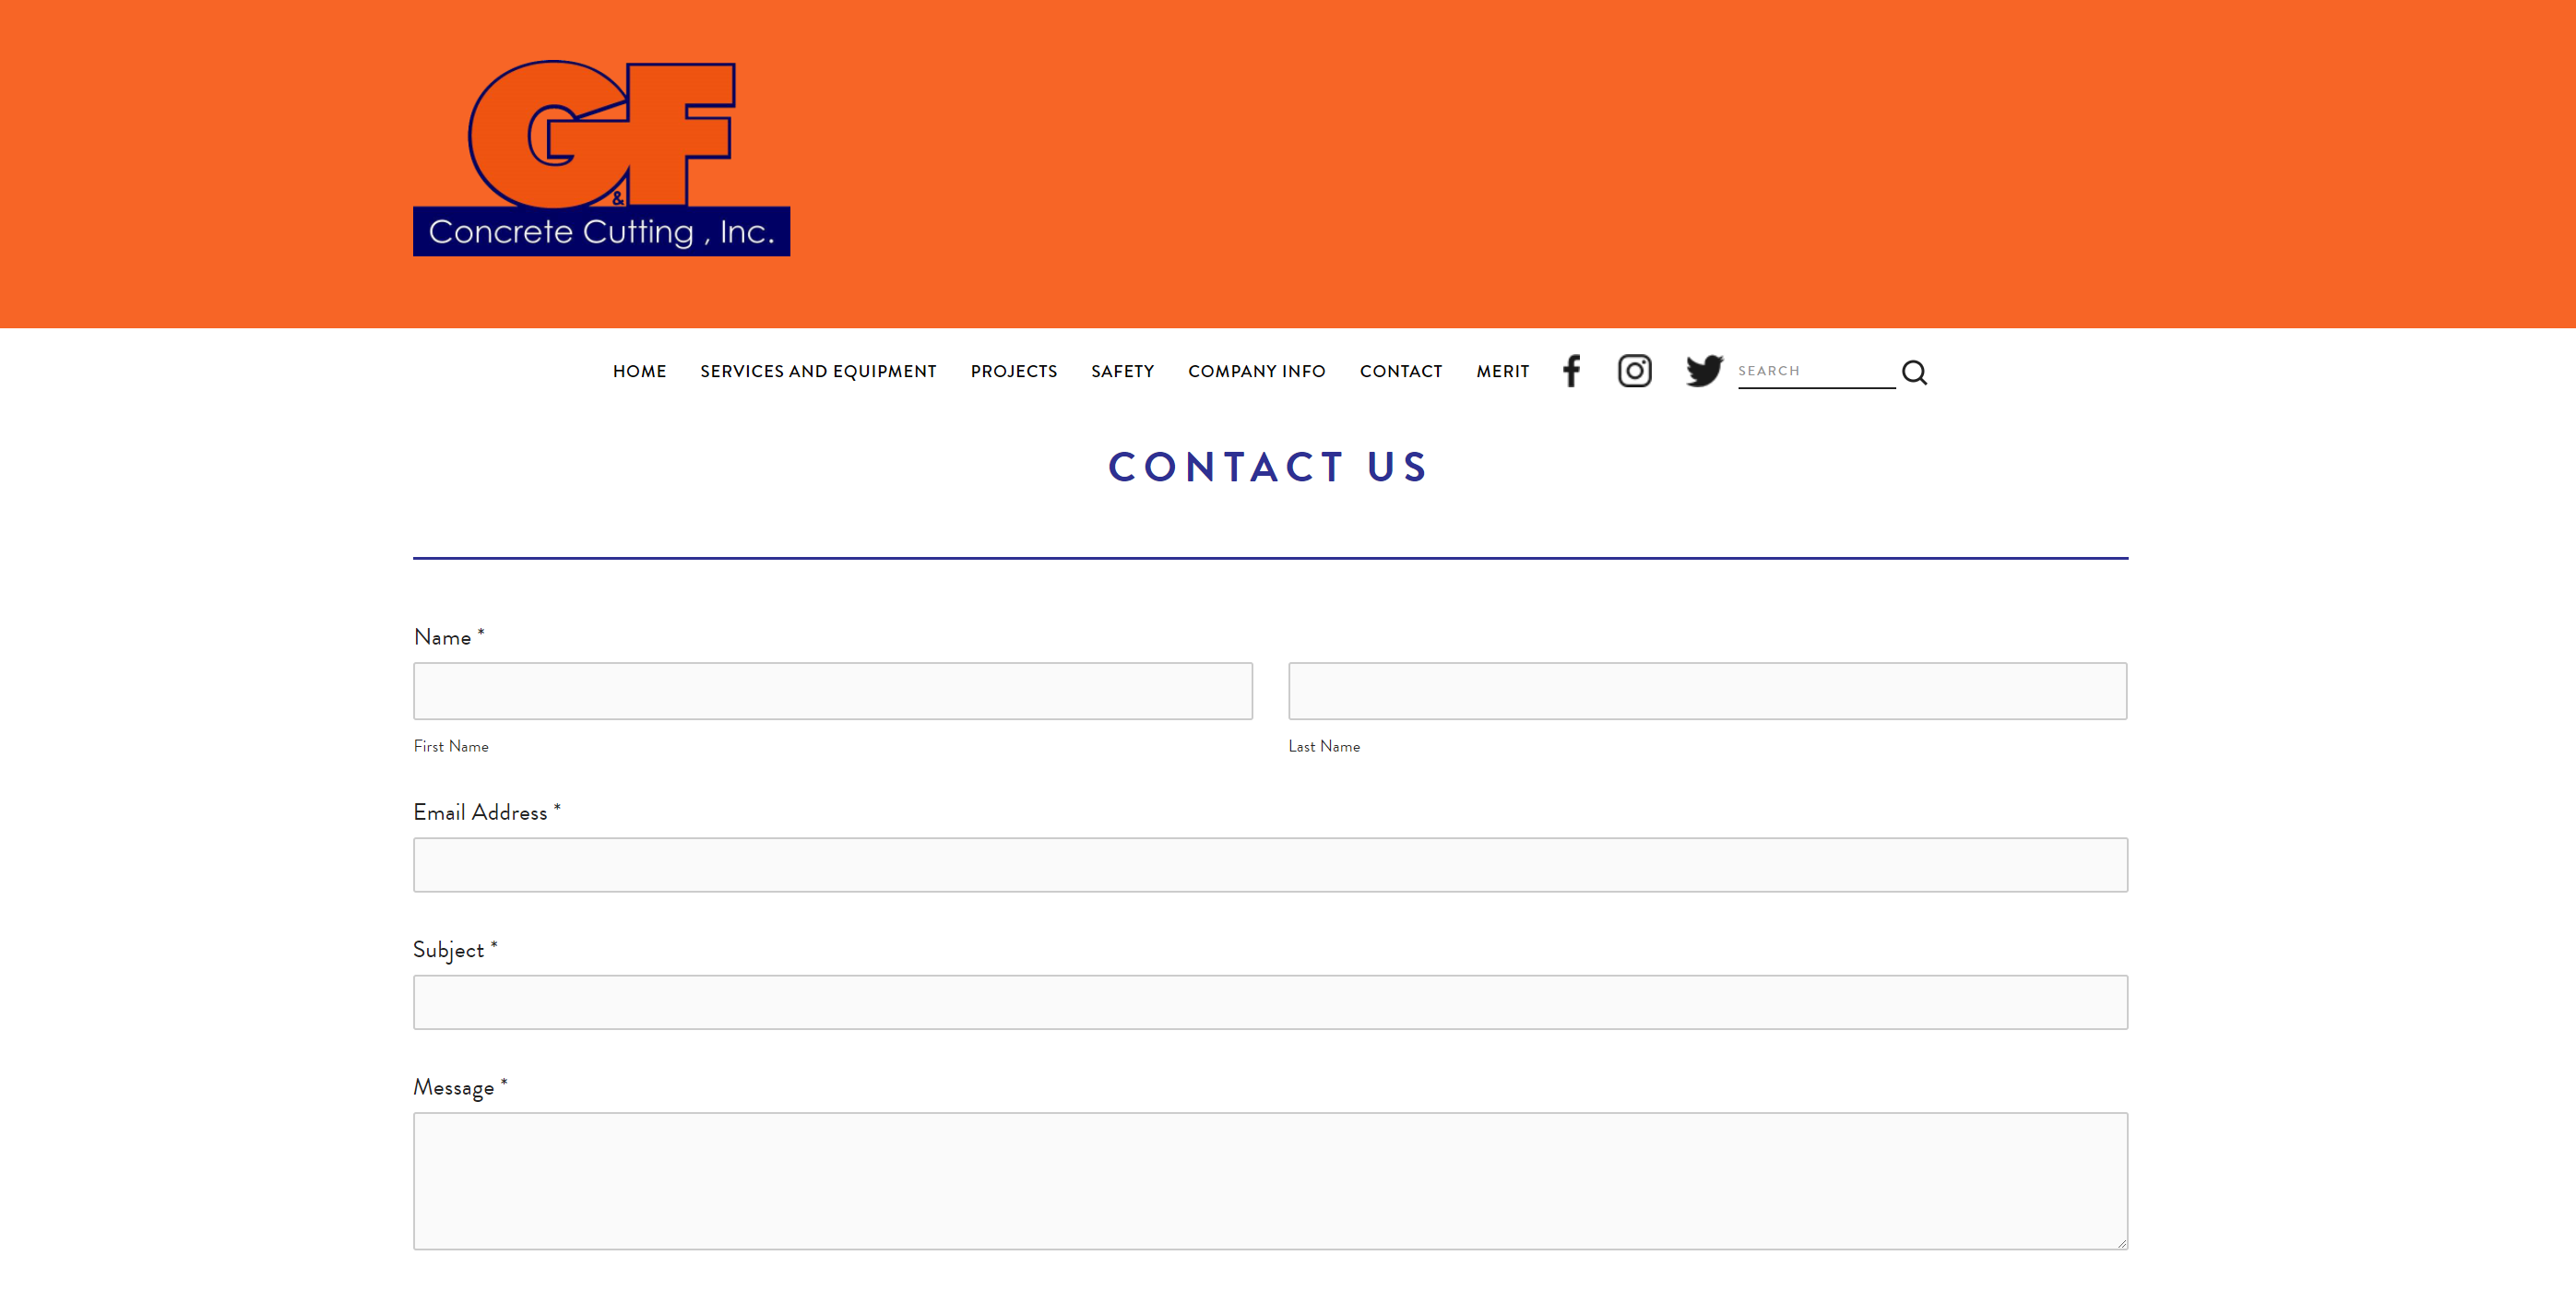 G&F
Concrete Cutting , Inc.
HOME SERVICES AND EQUIPMENT PROJECTS SAFETY COMPANY INFO CONTACT MERIT SEARCH
CONTACT US
Name *
First Name Last Name
Email Address *
Subject *
Message *